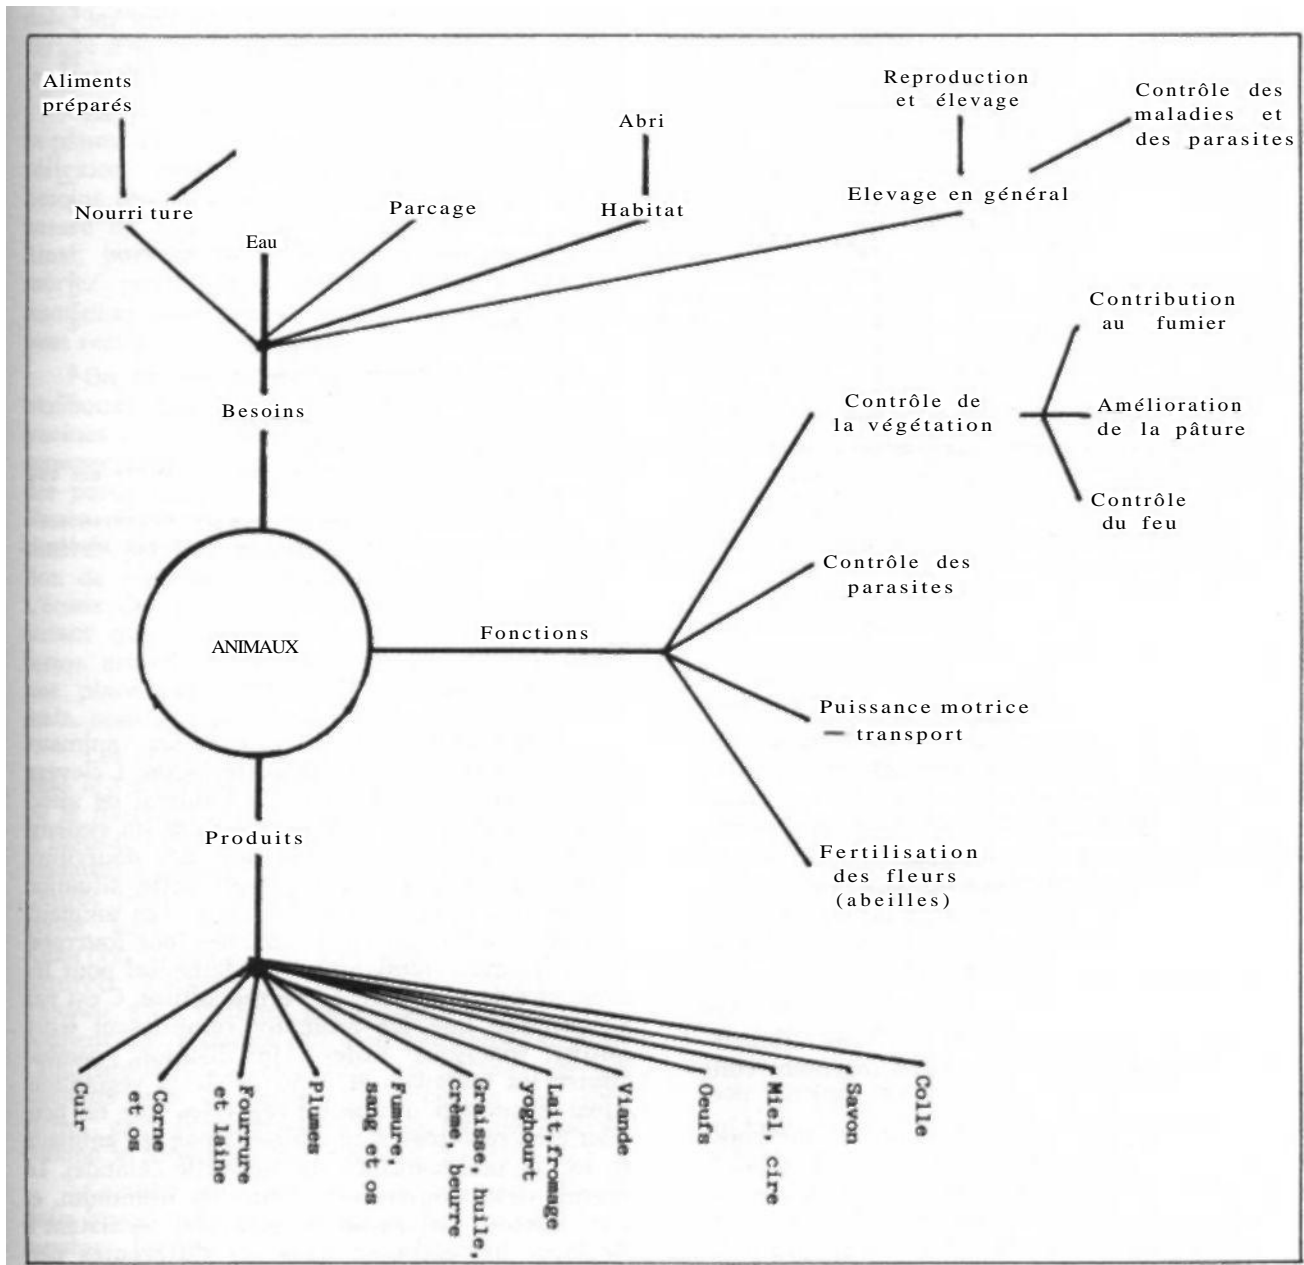 Aliments
préparés
Reproduction
et élevage
Contrôle des
maladies et
des parasites
Abri
Nourri ture
Parcage
Habitat
Elevage en général
Eau
Contribution
au fumier
Besoins
Contrôle de
la végétation
Amélioration
de la pâture
Contrôle
du feu
Contrôle des
parasites
Fonctions
ANIMAUX
Puissance motrice
— transport
Produits
Fertilisation
des fleurs
(abeilles)
Cuir
Corne
et os
Fourrure
et laine
Plumes
Fumure,
sang et os
Graisse, huile,
crème, beurre
Lait, fromage
yoghourt
Viande
Oeufs
Miel, cire
Savon
Colle